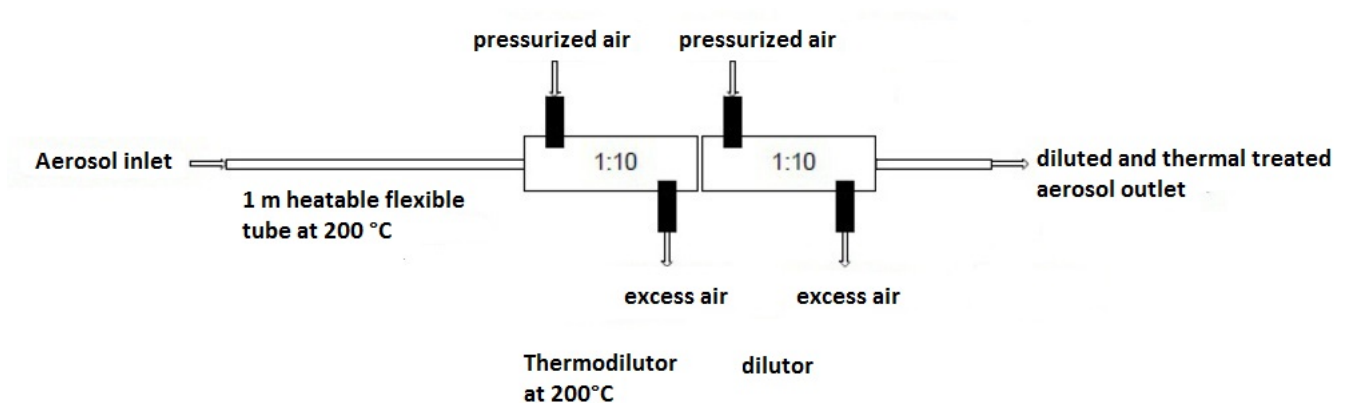 pressurized air
pressurized air
Aerosol inlet
1:10
1:10
diluted and thermal treated
aerosol outlet
1 m heatable flexible
tube at 200 °C
excess air
excess air
Thermodilutor
at 200°C
dilutor